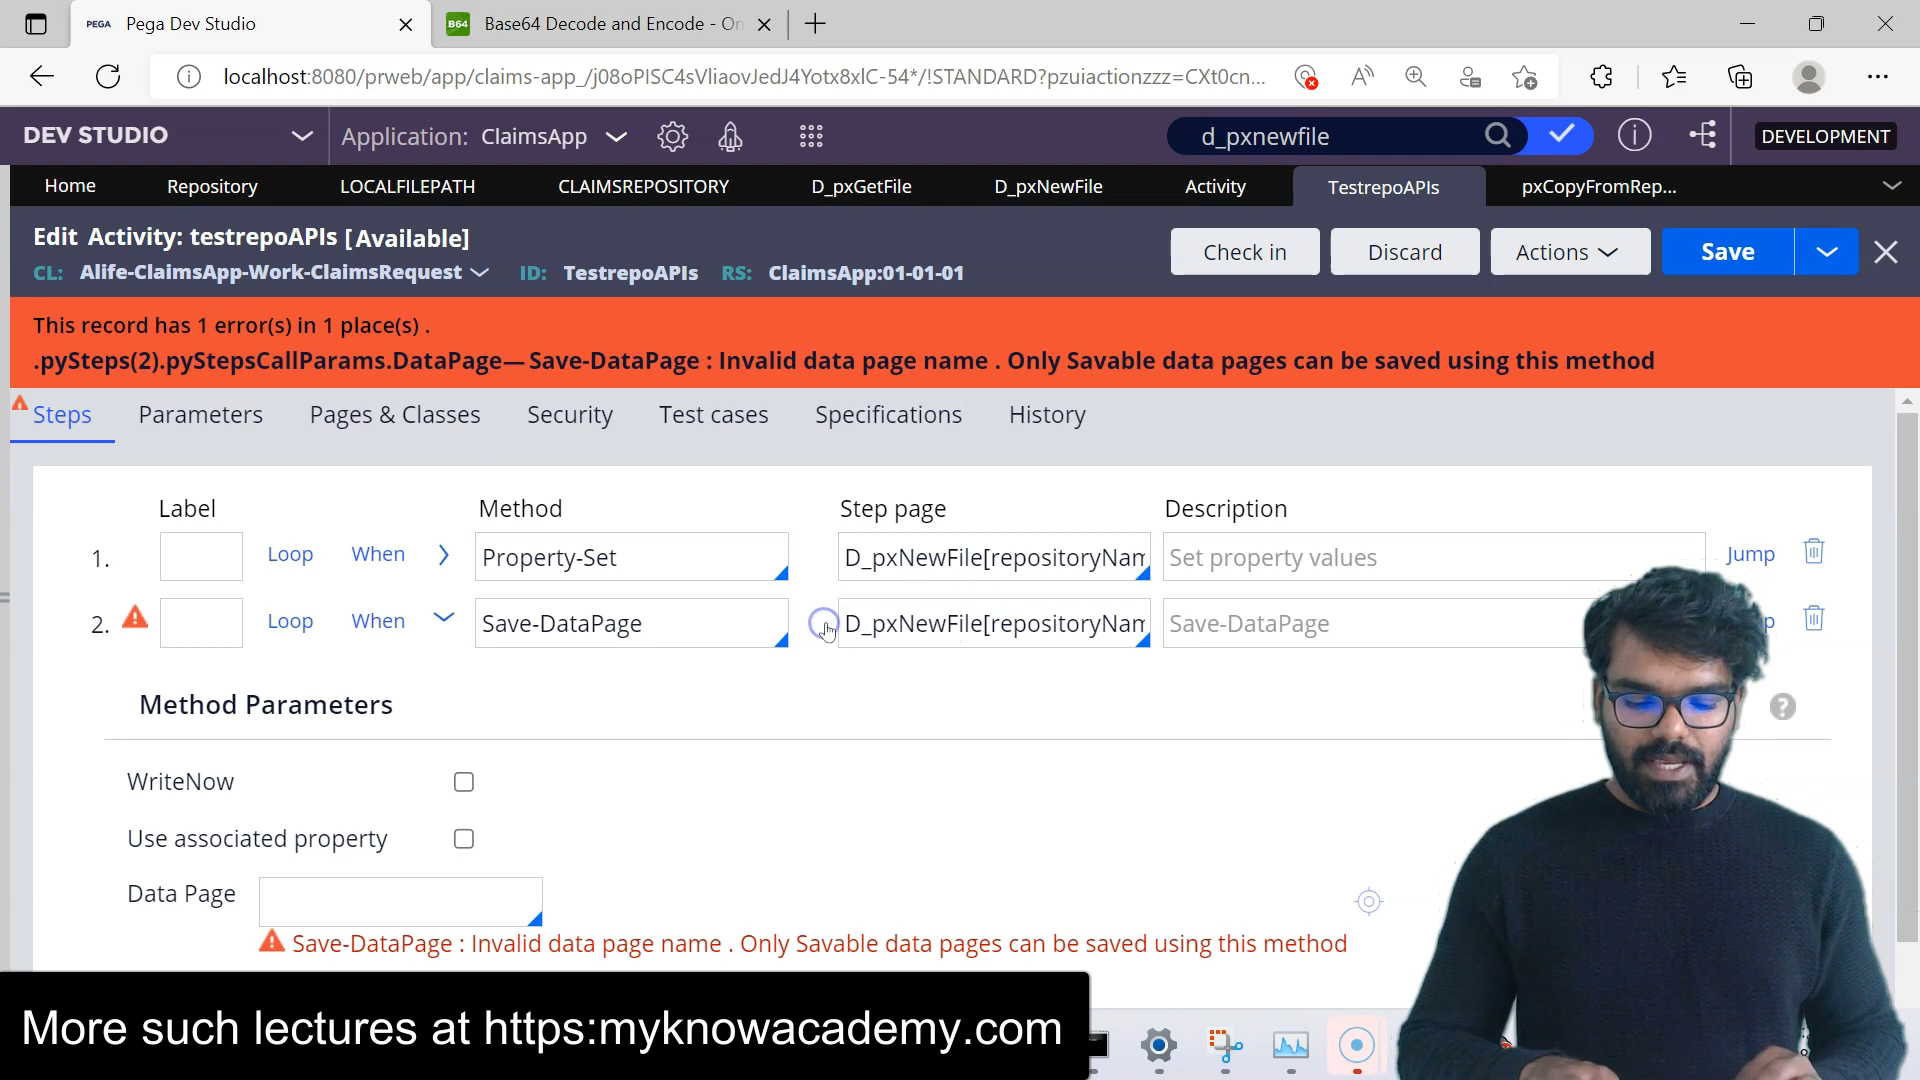 PEGA Pega Dev Studio
B64 Base64 Decode and Encode - On
localhost:8080/prweb/app/claims-app_/j08oPISC4sVliaovJedJ4Yotx8xlC-54*/!STANDARD?pzuiactionzzz=CXt0cn...
DEV STUDIO
Application: ClaimsApp
d_pxnewfile
DEVELOPMENT
Home Repository LOCALFILEPATH CLAIMSREPOSITORY D_pxGetFile D_pxNewFile Activity TestrepoAPIs pxCopyFromRep...
Edit Activity: testrepoAPIs [Available]
CL: Alife-ClaimsApp-Work-ClaimsRequest ID: TestrepoAPIs RS: ClaimsApp:01-01-01
Check in Discard Actions Save
This record has 1 error(s) in 1 place(s) .
.pySteps(2).pyStepsCallParams.DataPage—Save-DataPage : Invalid data page name . Only Savable data pages can be saved using this method
Steps Parameters Pages & Classes Security Test cases Specifications History
Label Method Step page Description
1. Loop When Property-Set D_pxNewFile[repositoryNam Set property values Jump
2. Loop When Save-DataPage D_pxNewFile[repositoryNam Save-DataPage
Method Parameters
?
WriteNow
Use associated property
Data Page
Save-DataPage : Invalid data page name . Only Savable data pages can be saved using this method
More such lectures at https:myknowacademy.com